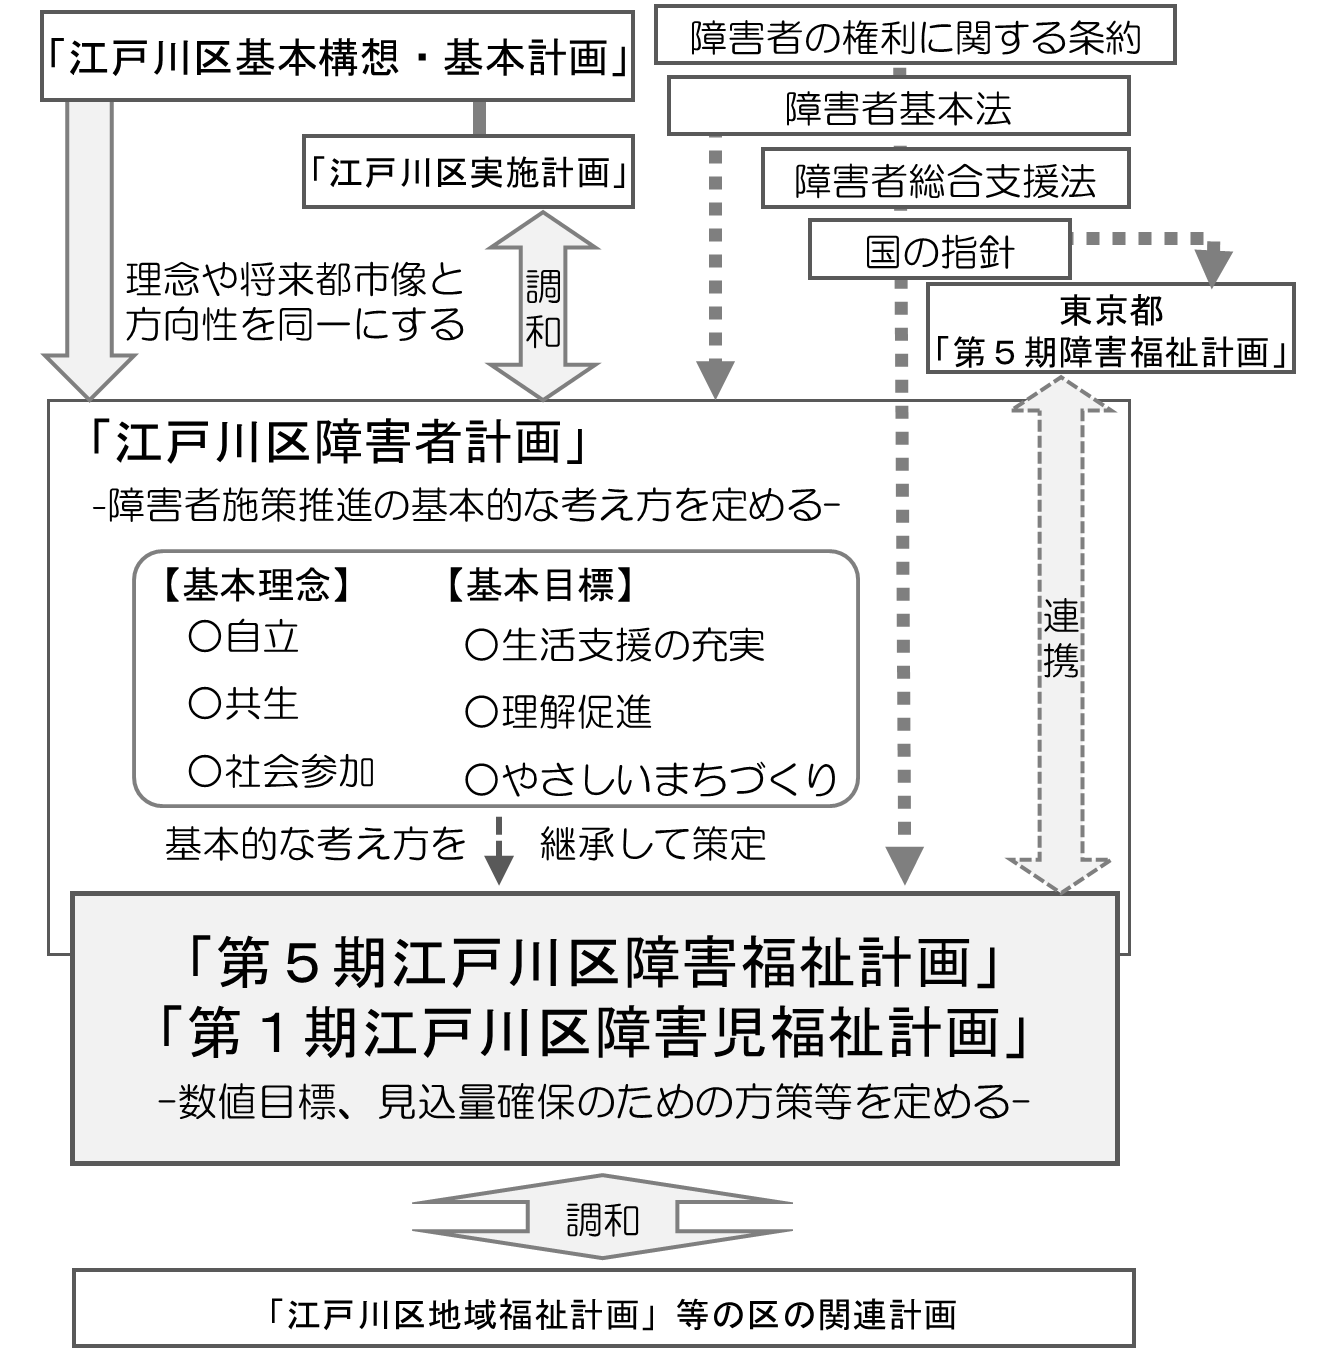 「江戸川区基本構想・基本計画」
障害者の権利に関する条約
障害者基本法
「江戸川区実施計画」
障害者総合支援法
国の指針
理念や将来都市像と
方向性を同一にする
調
和
東京都
「第５期障害福祉計画」
「江戸川区障害者計画」
-障害者施策推進の基本的な考え方を定める-
【基本理念】
○自立
○共生
○社会参加
【基本目標】
○生活支援の充実
○理解促進
○やさしいまちづくり
連
携
基本的な考え方を 継承して策定
「第５期江戸川区障害福祉計画」
「第１期江戸川区障害児福祉計画」
-数値目標、見込量確保のための方策等を定める-
調和
「江戸川区地域福祉計画」等の区の関連計画